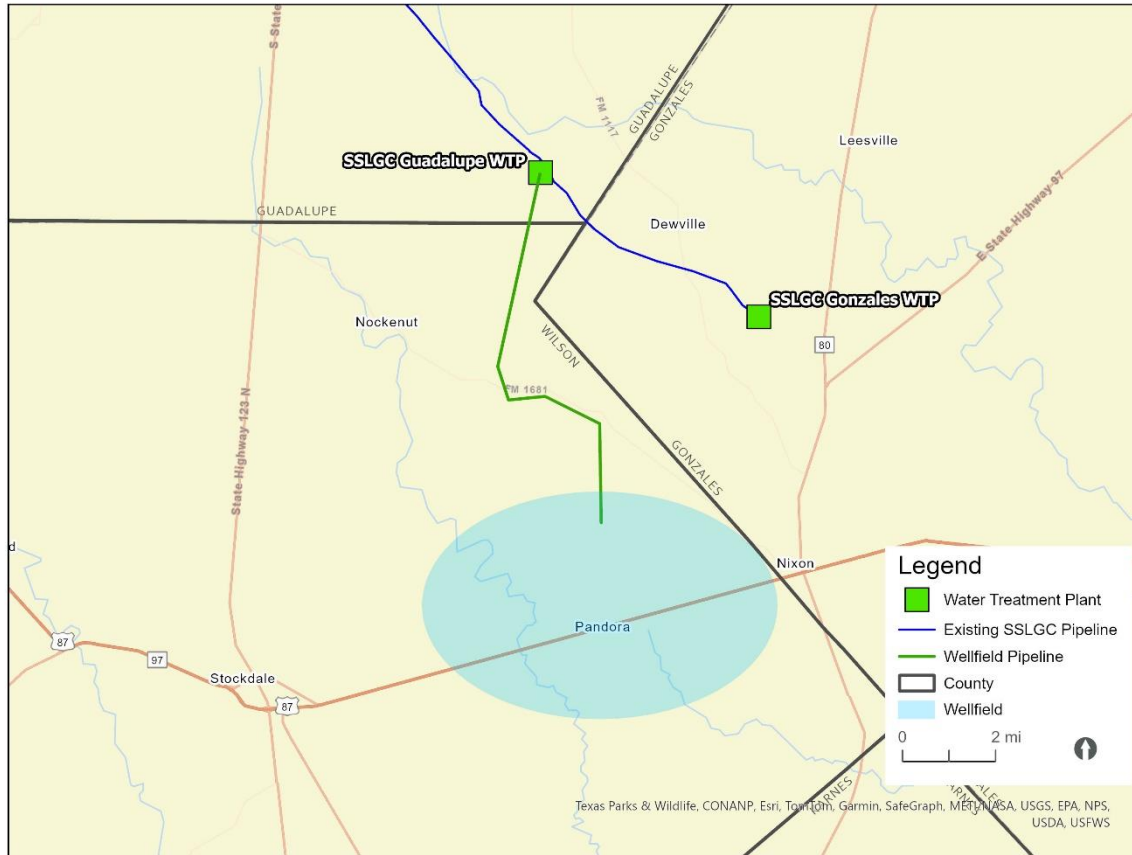 S State
GUADALUPE
GONZALES
FM 1117
Leesville
SSLGC Guadalupe WTP
E State Highway 97
GUADALUPE
Dewville
SSLGC Gonzales WTP
Nockenut
WILSON
80
FM 1681
State Highway 123 N
GONZALES
d
Nixon
Pandora
87
97
Stockdale
87
Legend
Water Treatment Plant
Existing SSLGC Pipeline
Wellfield Pipeline
County
Wellfield
0 2 mi
KARNES
KARNES
Texas Parks & Wildlife, CONANP, Esri, TomTom, Garmin, SafeGraph, METI/NASA, USGS, EPA, NPS,
USDA, USFWS